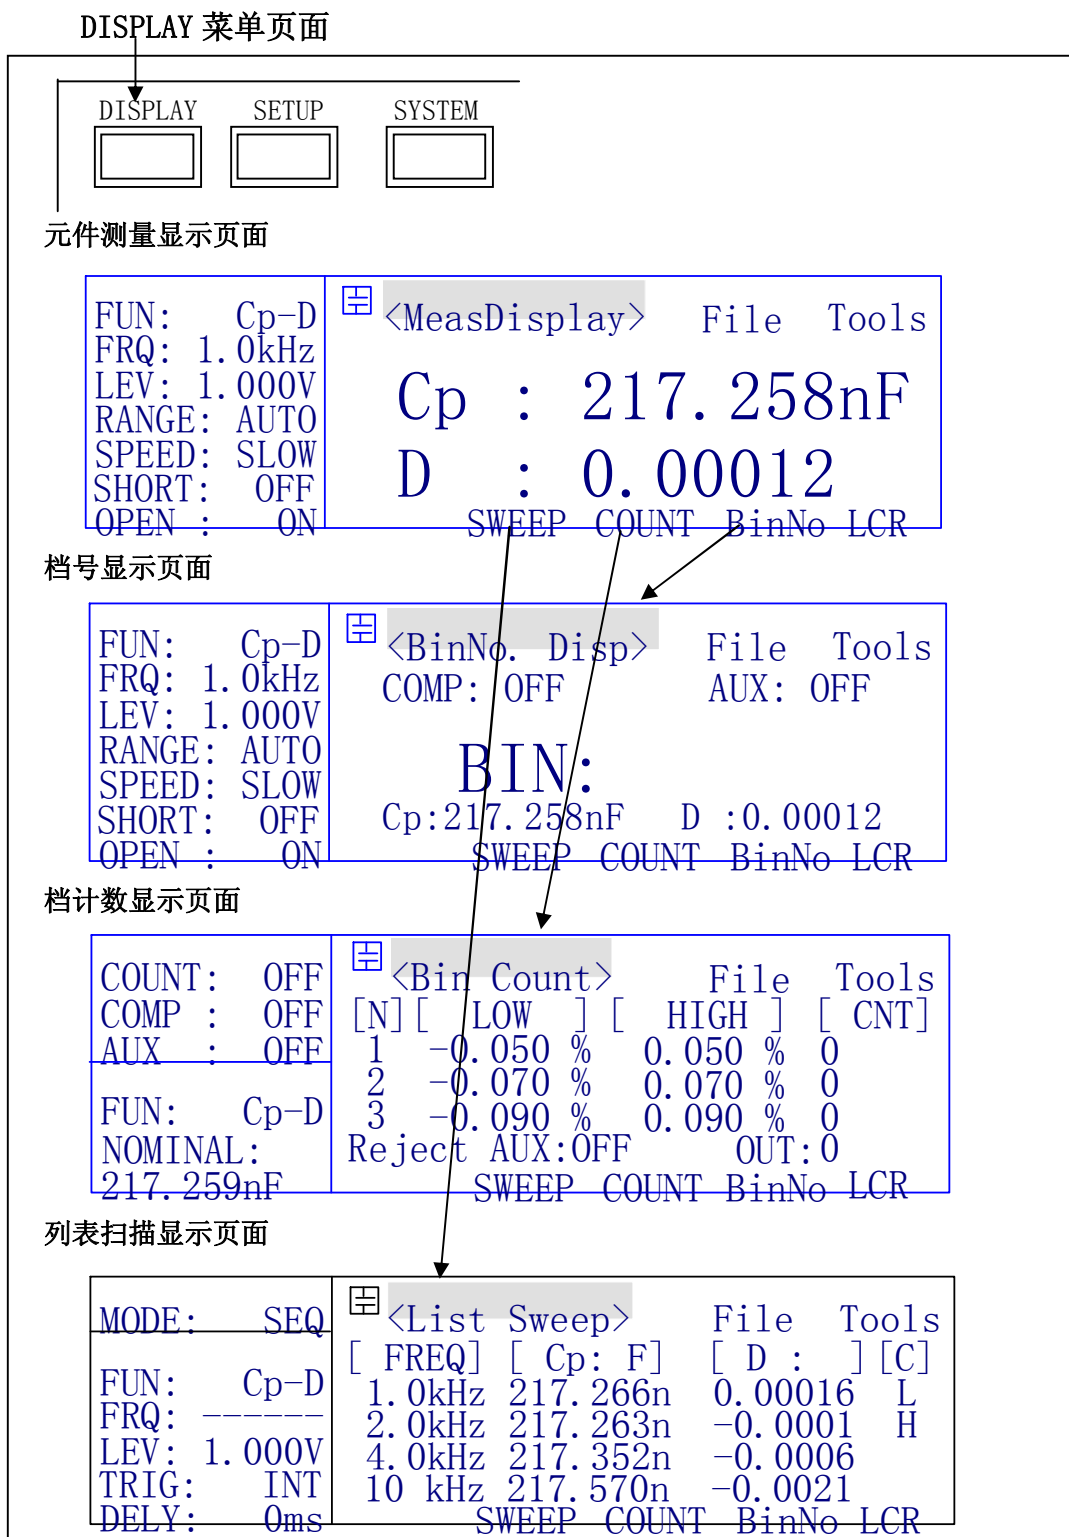 DISPLAY 菜单页面
DISPLAY SETUP SYSTEM
元件测量显示页面
FUN: Cp-D
FRQ: 1.0kHz
LEV: 1.000V
RANGE: AUTO
SPEED: SLOW
SHORT: OFF
OPEN : ON
<MeasDisplay> File Tools
Cp : 217.258nF
D : 0.00012
SWEEP COUNT BinNo LCR
档号显示页面
FUN: Cp-D
FRQ: 1.0kHz
LEV: 1.000V
RANGE: AUTO
SPEED: SLOW
SHORT: OFF
OPEN : ON
<BinNo. Disp> File Tools
COMP: OFF AUX: OFF
BIN:
Cp:217.258nF D :0.00012
SWEEP COUNT BinNo LCR
档计数显示页面
COUNT: OFF
COMP : OFF
AUX : OFF
FUN: Cp-D
NOMINAL:
217.259nF
<Bin Count> File Tools
[N][ LOW ] [ HIGH ] [ CNT]
1 -0.050 % 0.050 % 0
2 -0.070 % 0.070 % 0
3 -0.090 % 0.090 % 0
Reject AUX:OFF OUT:0
SWEEP COUNT BinNo LCR
列表扫描显示页面
MODE: SEQ
FUN: Cp-D
FRQ: ------
LEV: 1.000V
TRIG: INT
DELY: 0ms
<List Sweep> File Tools
[ FREQ] [ Cp: F] [ D : ][C]
1.0kHz 217.266n 0.00016 L
2.0kHz 217.263n -0.0001 H
4.0kHz 217.352n -0.0006
10 kHz 217.570n -0.0021
SWEEP COUNT BinNo LCR